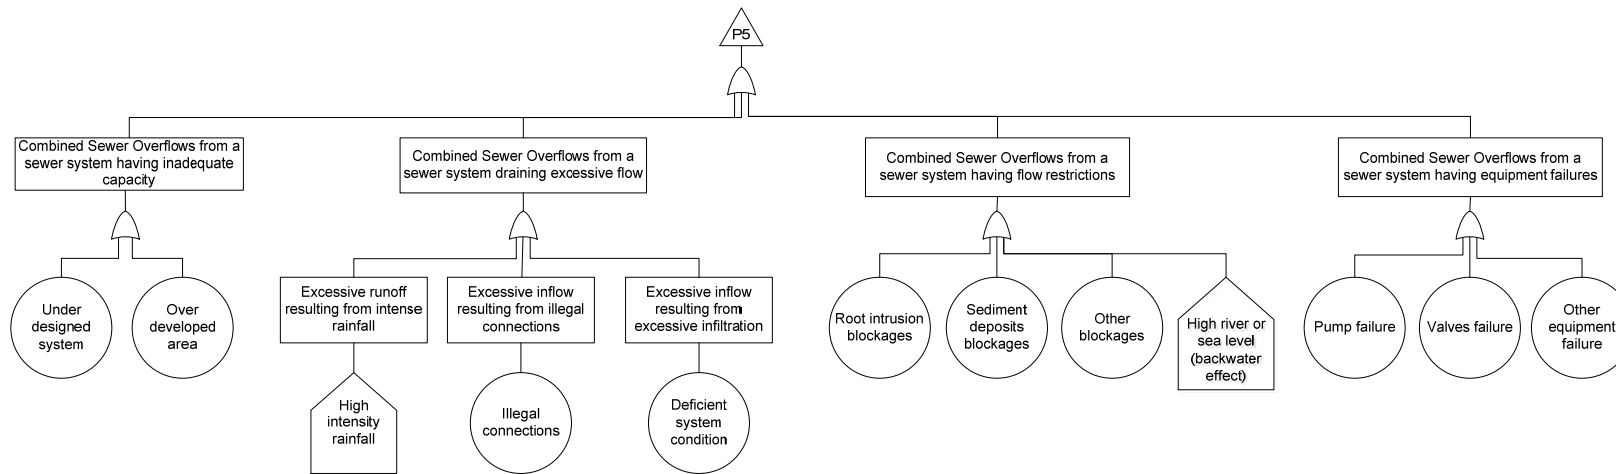 P5
Combined Sewer Overflows from a
sewer system having inadequate
capacity
Combined Sewer Overflows from a
sewer system draining excessive flow
Combined Sewer Overflows from a
sewer system having flow restrictions
Combined Sewer Overflows from a
sewer system having equipment failures
Under
designed
system
Over
developed
area
Excessive runoff
resulting from intense
rainfall
Excessive inflow
resulting from illegal
connections
Excessive inflow
resulting from
excessive infiltration
Root intrusion
blockages
Sediment
deposits
blockages
Other
blockages
High river or
sea level
(backwater
effect)
Pump failure
Valves failure
Other
equipment
failure
High
intensity
rainfall
Illegal
connections
Deficient
system
condition